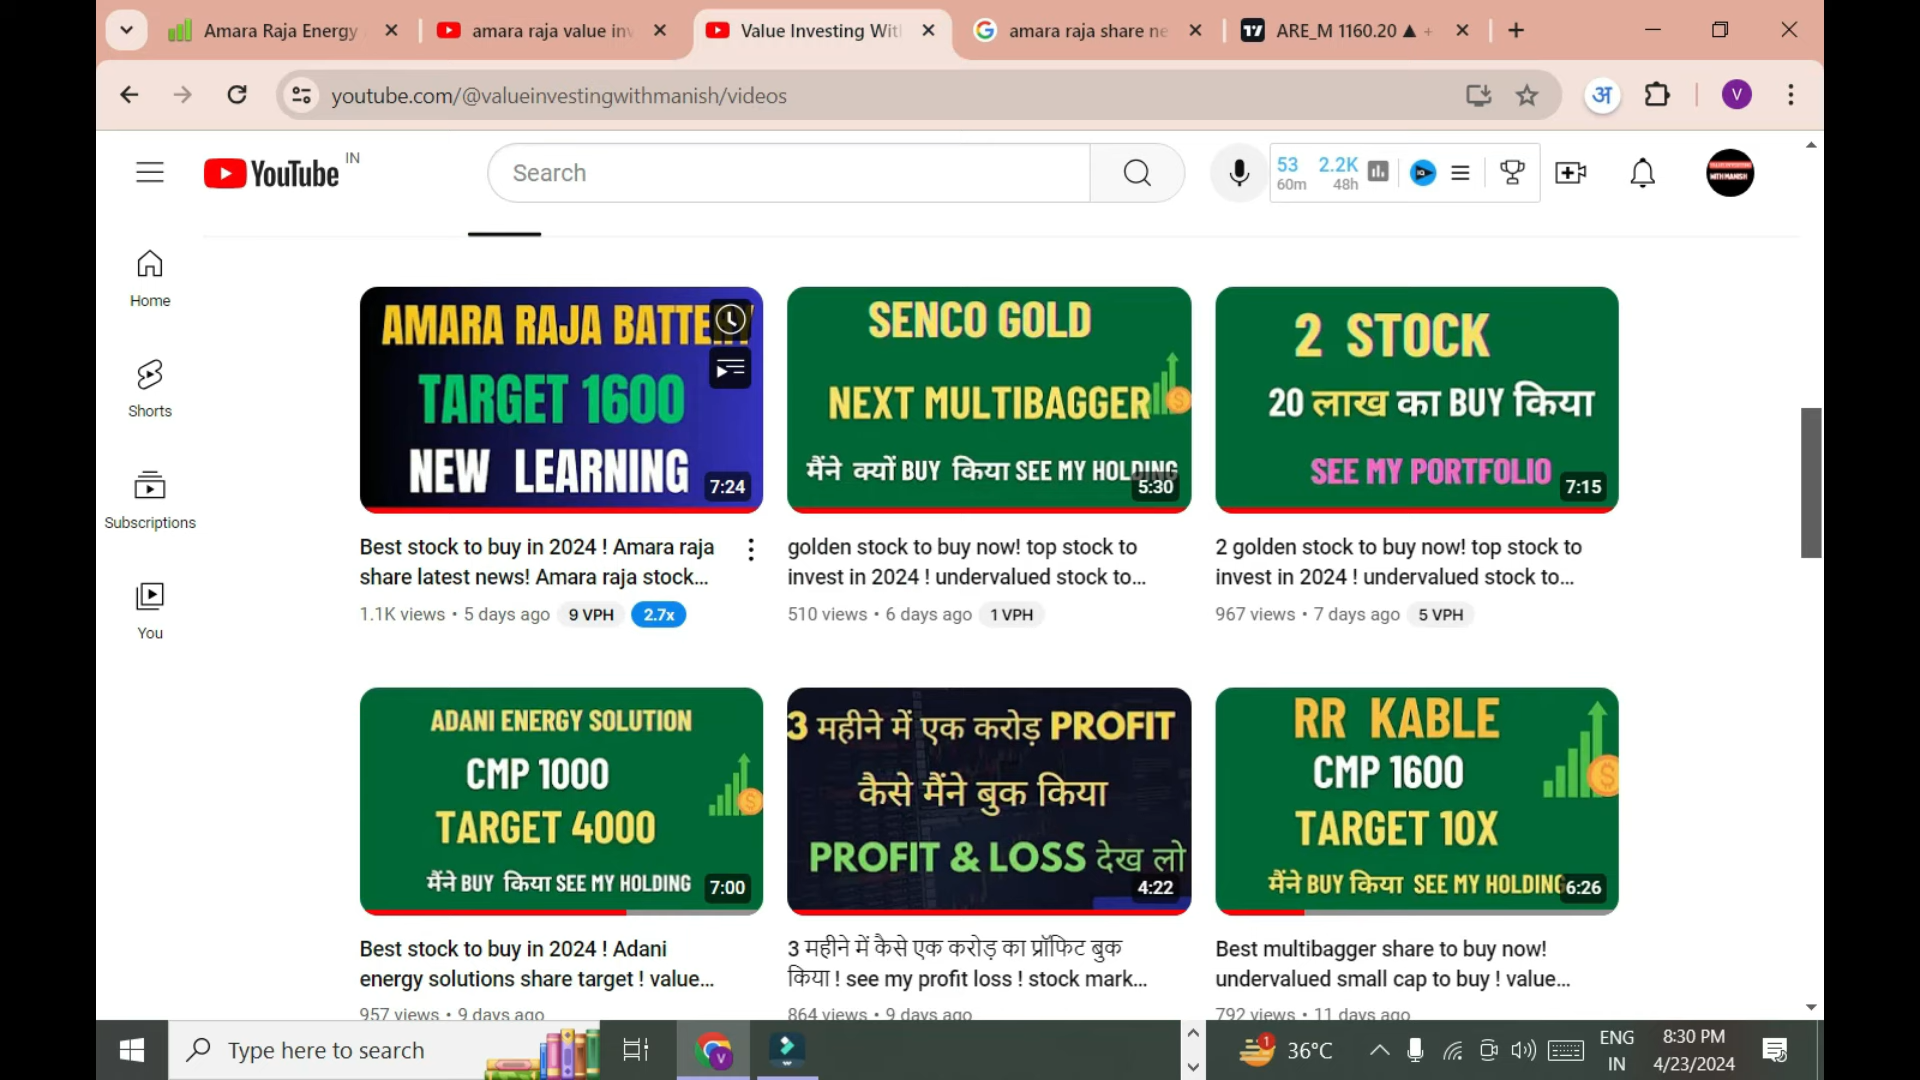 Amara Raja Energy
amara raja value inv
Value Investing Wit
amara raja share ne
ARE_M 1160.20 ▲ +
youtube.com/@valueinvestingwithmanish/videos
अ
V
YouTube IN
Search
53
60m
2.2K
48h
Home
Shorts
Subscriptions
You
AMARA RAJA BATTERY
TARGET 1600
NEW LEARNING
7:24
Best stock to buy in 2024 ! Amara raja
share latest news! Amara raja stock...
1.1K views • 5 days ago 9 VPH 2.7x
SENCO GOLD
NEXT MULTIBAGGER
मैंने क्यों BUY किया SEE MY HOLDING
5:30
golden stock to buy now! top stock to
invest in 2024 ! undervalued stock to...
510 views • 6 days ago 1 VPH
2 STOCK
20 लाख का BUY किया
SEE MY PORTFOLIO
7:15
2 golden stock to buy now! top stock to
invest in 2024 ! undervalued stock to...
967 views • 7 days ago 5 VPH
ADANI ENERGY SOLUTION
CMP 1000
TARGET 4000
मैंने BUY किया SEE MY HOLDING
7:00
Best stock to buy in 2024 ! Adani
energy solutions share target ! value...
957 views • 9 days ago
3 महीने में एक करोड़ PROFIT
कैसे मैंने बुक किया
PROFIT & LOSS देख लो
4:22
3 महीने में कैसे एक करोड़ का प्रॉफिट बुक
किया ! see my profit loss ! stock mark...
864 views • 9 days ago
RR KABLE
CMP 1600
TARGET 10X
मैंने BUY किया SEE MY HOLDING
6:26
Best multibagger share to buy now!
undervalued small cap to buy ! value...
792 views • 11 days ago
Type here to search
1
36°C
ENG
IN
8:30 PM
4/23/2024